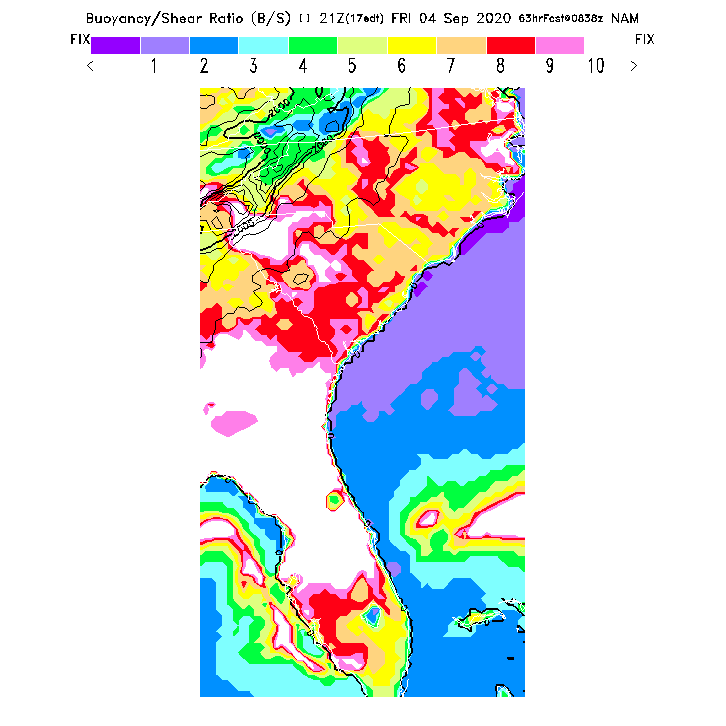 Buoyancy/Shear Ratio (B/S) [] 21Z(17edt) FRI 04 Sep 2020 63hrFcst@0838z NAM
FIX FIX
< 1 2 3 4 5 6 7 8 9 10 >
2000